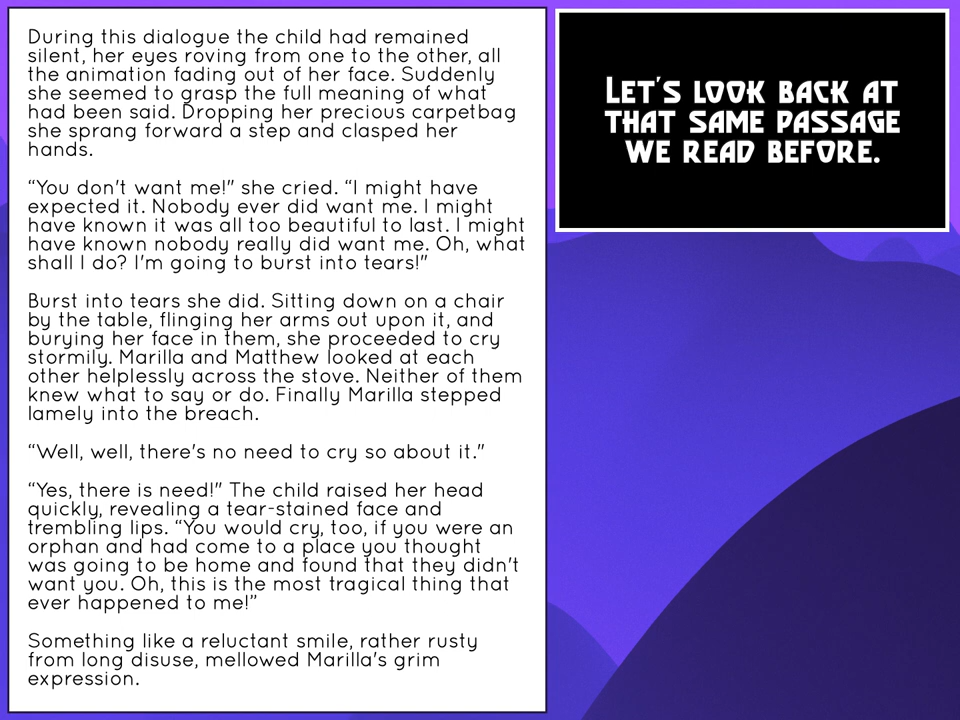 During this dialogue the child had remained
silent, her eyes roving from one to the other, all
the animation fading out of her face. Suddenly
she seemed to grasp the full meaning of what
had been said. Dropping her precious carpetbag
she sprang forward a step and clasped her
hands.
“You don't want me!" she cried. “I might have
expected it. Nobody ever did want me. I might
have known it was all too beautiful to last. I might
have known nobody really did want me. Oh, what
shall I do? I'm going to burst into tears!"
Burst into tears she did. Sitting down on a chair
by the table, flinging her arms out upon it, and
burying her face in them, she proceeded to cry
stormily. Marilla and Matthew looked at each
other helplessly across the stove. Neither of them
knew what to say or do. Finally Marilla stepped
lamely into the breach.
“Well, well, there's no need to cry so about it."
“Yes, there is need!" The child raised her head
quickly, revealing a tear-stained face and
trembling lips. “You would cry, too, if you were an
orphan and had come to a place you thought
was going to be home and found that they didn't
want you. Oh, this is the most tragical thing that
ever happened to me!”
Something like a reluctant smile, rather rusty
from long disuse, mellowed Marilla's grim
expression.
LET'S LOOK BACK AT
THAT SAME PASSAGE
WE READ BEFORE.